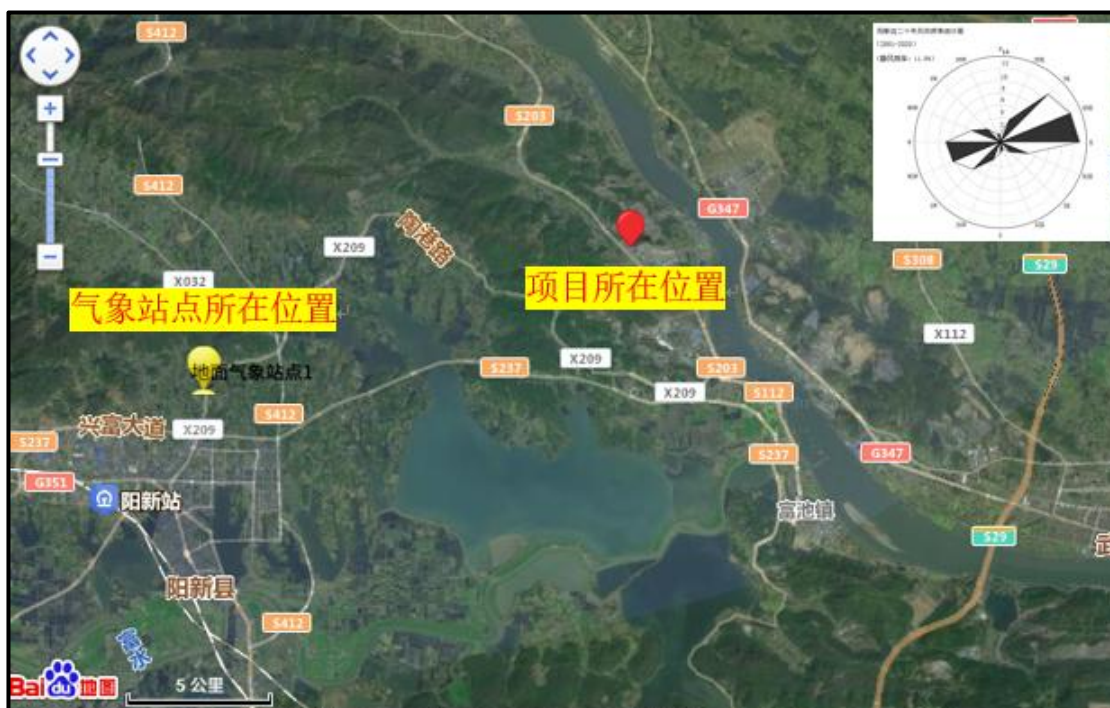 S412
S203
G347
S308
S29
X112
陶港路
X209
S412
X032
气象站点所在位置
项目所在位置
地面气象站点1
S237
X209
S203
X209
S112
S412
兴富大道
X209
S237
S237
G347
G351
阳新站
富池镇
S29
武
阳新县
S412
富水
Bai du 地图
5 公里